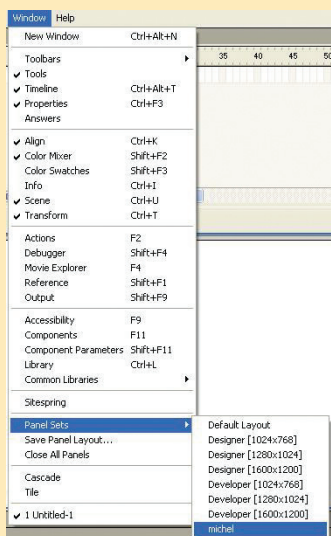 Window Help
New Window Ctrl+Alt+N
35 40 45 50
Toolbars
Tools
Timeline Ctrl+Alt+T
Properties Ctrl+F3
Answers
Align Ctrl+K
Color Mixer Shift+F2
Color Swatches Shift+F3
Info Ctrl+I
Scene Ctrl+U
Transform Ctrl+T
Actions F2
Debugger Shift+F4
Movie Explorer F4
Reference Shift+F1
Output Shift+F9
Accessibility F9
Components F11
Component Parameters Shift+F11
Library Ctrl+L
Common Libraries
Sitespring
Panel Sets
Save Panel Layout...
Close All Panels
Cascade
Tile
1 Untitled-1
Default Layout
Designer [1024x768]
Designer [1280x1024]
Designer [1600x1200]
Developer [1024x768]
Developer [1280x1024]
Developer [1600x1200]
michel